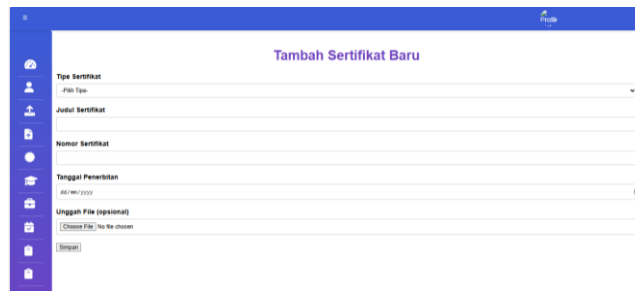 Profile
Tambah Sertifikat Baru
Tipe Sertifikat
-Pilih Tipe-
Judul Sertifikat
Nomor Sertifikat
Tanggal Penerbitan
dd/mm/yyyy
Unggah File (opsional)
Choose File No file chosen
Simpan